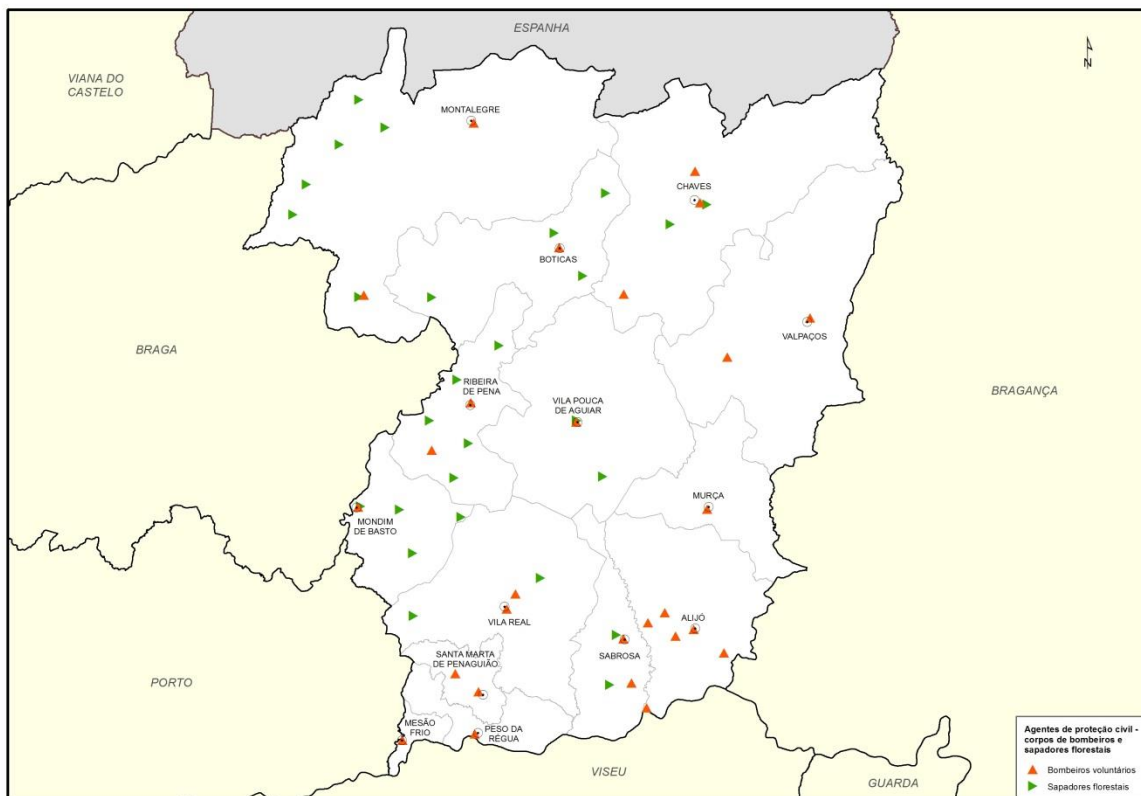 ESPANHA
N
VIANA DO
CASTELO
MONTALEGRE
CHAVES
BOTICAS
VALPAÇOS
BRAGA
RIBEIRA
DE PENA
VILA POUCA
DE AGUIAR
BRAGANÇA
MURÇA
MONDIM
DE BASTO
VILA REAL
ALIJÓ
SABROSA
SANTA MARTA
DE PENAGUIÃO
PORTO
MESÃO
FRIO
PESO DA
RÉGUA
VISEU
GUARDA
Agentes de proteção civil -
corpos de bombeiros e
sapadores florestais
Bombeiros voluntários
Sapadores florestais